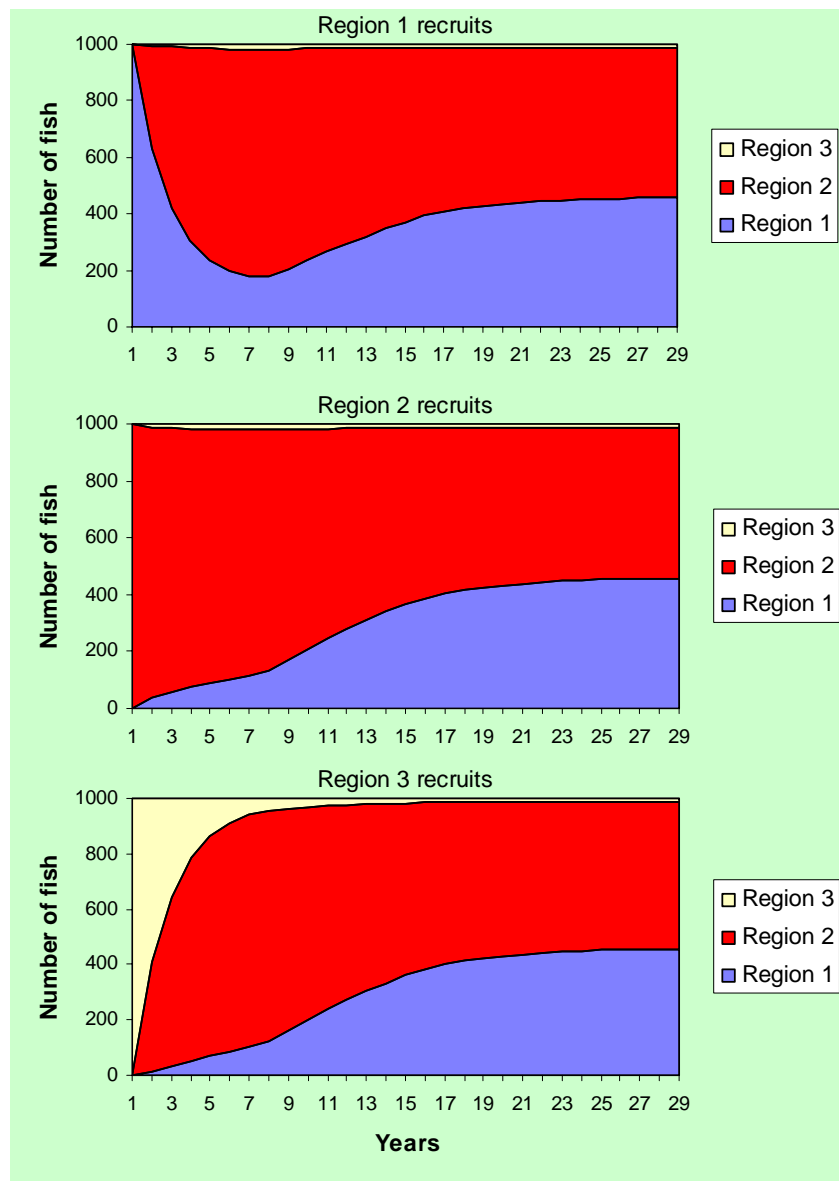 Region 1 recruits
1000
800
600
400
200
0
Number of fish
1 3 5 7 9 11 13 15 17 19 21 23 25 27 29
Region 3
Region 2
Region 1
Region 2 recruits
1000
800
600
400
200
0
Number of fish
1 3 5 7 9 11 13 15 17 19 21 23 25 27 29
Region 3
Region 2
Region 1
Region 3 recruits
1000
800
600
400
200
0
Number of fish
1 3 5 7 9 11 13 15 17 19 21 23 25 27 29
Years
Region 3
Region 2
Region 1